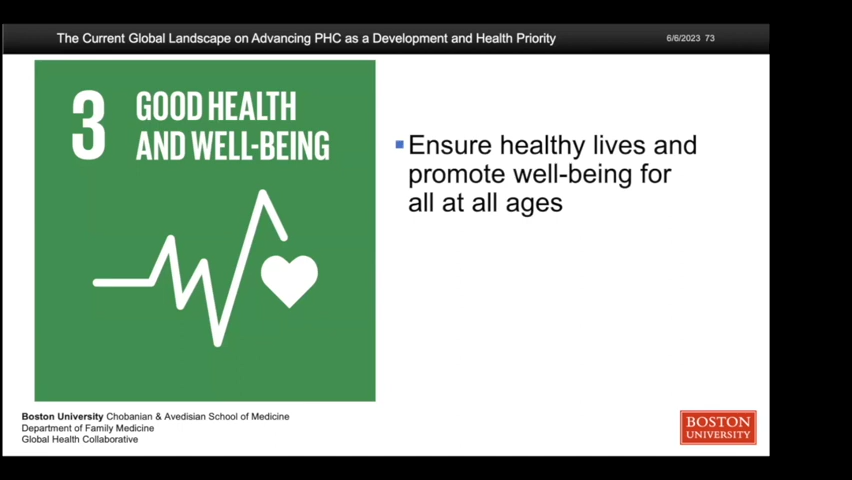 The Current Global Landscape on Advancing PHC as a Development and Health Priority
6/6/2023 73
3 GOOD HEALTH
AND WELL-BEING
Ensure healthy lives and
promote well-being for
all at all ages
Boston University Chobanian & Avedisian School of Medicine
Department of Family Medicine
Global Health Collaborative
BOSTON
UNIVERSITY